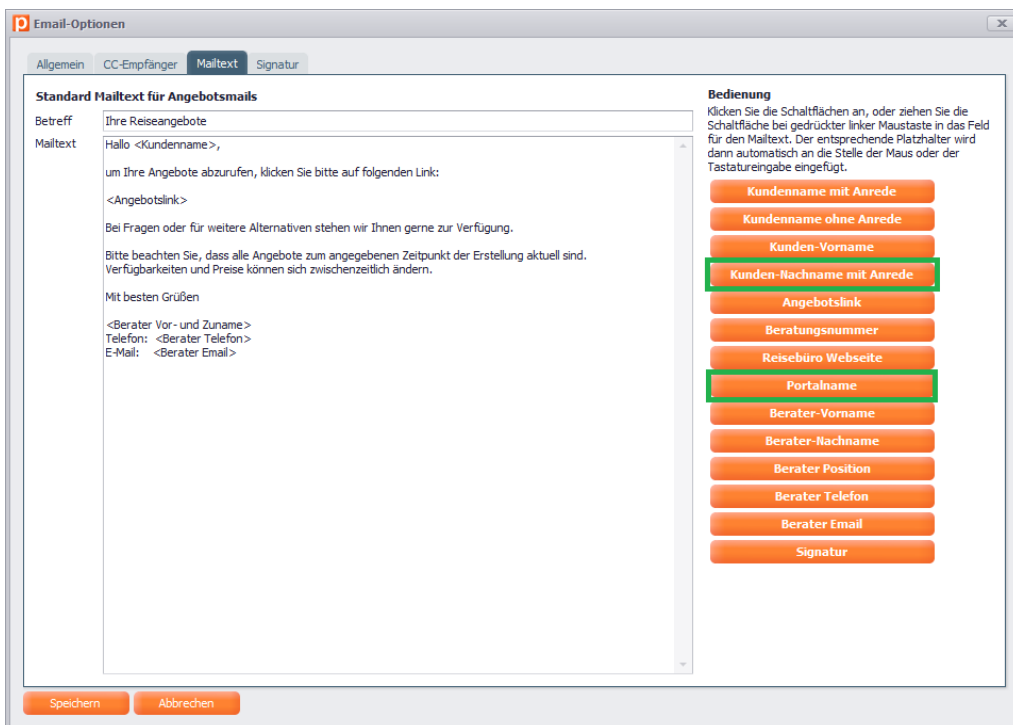 p Email-Optionen
x
Allgemein CC-Empfänger Mailtext Signatur
Standard Mailtext für Angebotsmails
Betreff Ihre Reiseangebote
Mailtext Hallo <Kundenname>,
um Ihre Angebote abzurufen, klicken Sie bitte auf folgenden Link:
<Angebotslink>
Bei Fragen oder für weitere Alternativen stehen wir Ihnen gerne zur Verfügung.
Bitte beachten Sie, dass alle Angebote zum angegebenen Zeitpunkt der Erstellung aktuell sind.
Verfügbarkeiten und Preise können sich zwischenzeitlich ändern.
Mit besten Grüßen
<Berater Vor- und Zuname>
Telefon: <Berater Telefon>
E-Mail: <Berater Email>
Bedienung
Klicken Sie die Schaltflächen an, oder ziehen Sie die
Schaltfläche bei gedrückter linker Maustaste in das Feld
für den Mailtext. Der entsprechende Platzhalter wird
dann automatisch an die Stelle der Maus oder der
Tastatureingabe eingefügt.
Kundenname mit Anrede
Kundenname ohne Anrede
Kunden-Vorname
Kunden-Nachname mit Anrede
Angebotslink
Beratungsnummer
Reisebüro Webseite
Portalname
Berater-Vorname
Berater-Nachname
Berater Position
Berater Telefon
Berater Email
Signatur
Speichern Abbrechen